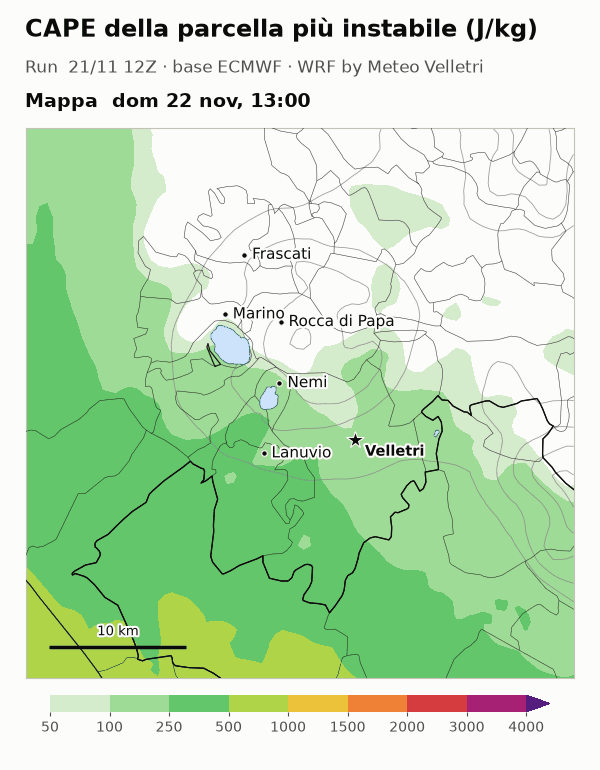 CAPE della parcella più instabile (J/kg)
Run  21/11 12Z · base ECMWF · WRF by Meteo Velletri
Mappa  dom 22 nov, 13:00
Frascati
Marino
Rocca di Papa
Nemi
Velletri
Lanuvio
10 km
50 100 250 500 1000 1500 2000 3000 4000